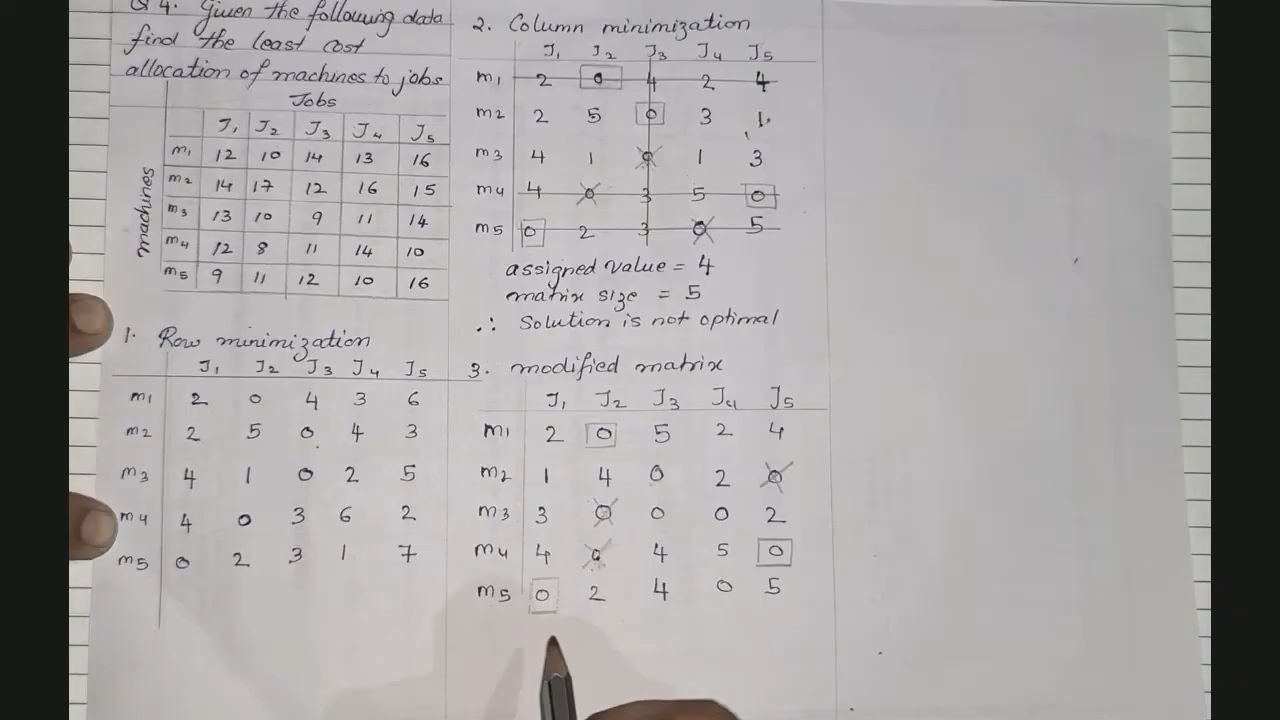 Q 4. Given the following data
find the least cost
allocation of machines to jobs
Jobs
machines
J1 J2 J3 J4 J5
m1 12 10 14 13 16
m2 14 17 12 16 15
m3 13 10 9 11 14
m4 12 8 11 14 10
m5 9 11 12 10 16
1. Row minimization
J1 J2 J3 J4 J5
m1 2 0 4 3 6
m2 2 5 0 4 3
m3 4 1 0 2 5
m4 4 0 3 6 2
m5 0 2 3 1 7
2. Column minimization
J1 J2 J3 J4 J5
m1 2 0 4 2 4
m2 2 5 0 3 1
m3 4 1 0 1 3
m4 4 0 3 5 0
m5 0 2 3 0 5
assigned value = 4
matrix size = 5
∴ Solution is not optimal
3. modified matrix
J1 J2 J3 J4 J5
m1 2 0 5 2 4
m2 1 4 0 2 0
m3 3 0 0 0 2
m4 4 0 4 5 0
m5 0 2 4 0 5